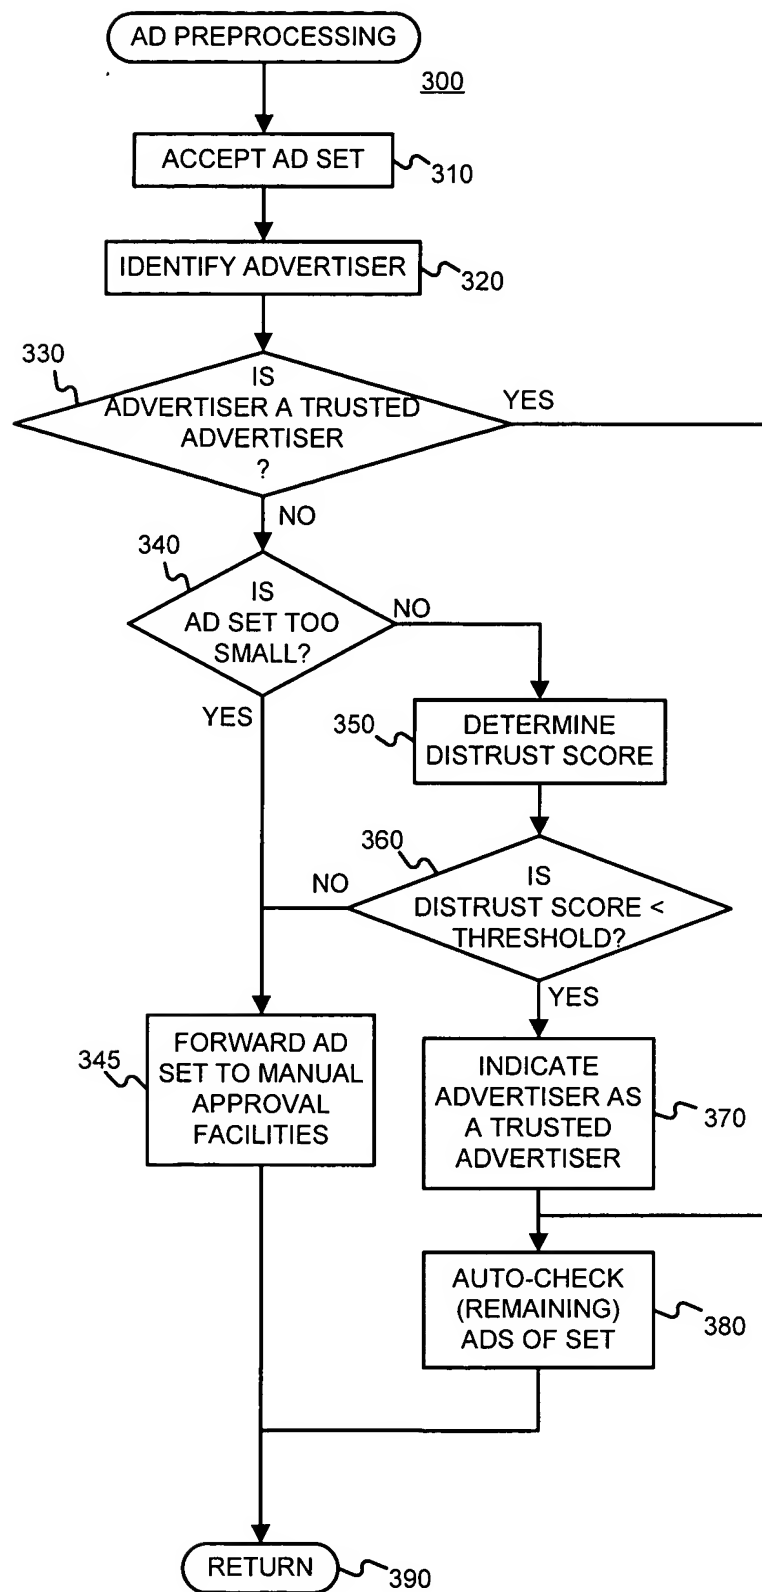 AD PREPROCESSING
300
ACCEPT AD SET
310
IDENTIFY ADVERTISER
320
330
IS
ADVERTISER A TRUSTED
ADVERTISER
?
YES
NO
340
IS
AD SET TOO
SMALL?
NO
YES
350
DETERMINE
DISTRUST SCORE
360
IS
DISTRUST SCORE <
THRESHOLD?
NO
YES
345
FORWARD AD
SET TO MANUAL
APPROVAL
FACILITIES
INDICATE
ADVERTISER AS
A TRUSTED
ADVERTISER
370
AUTO-CHECK
(REMAINING)
ADS OF SET
380
RETURN
390